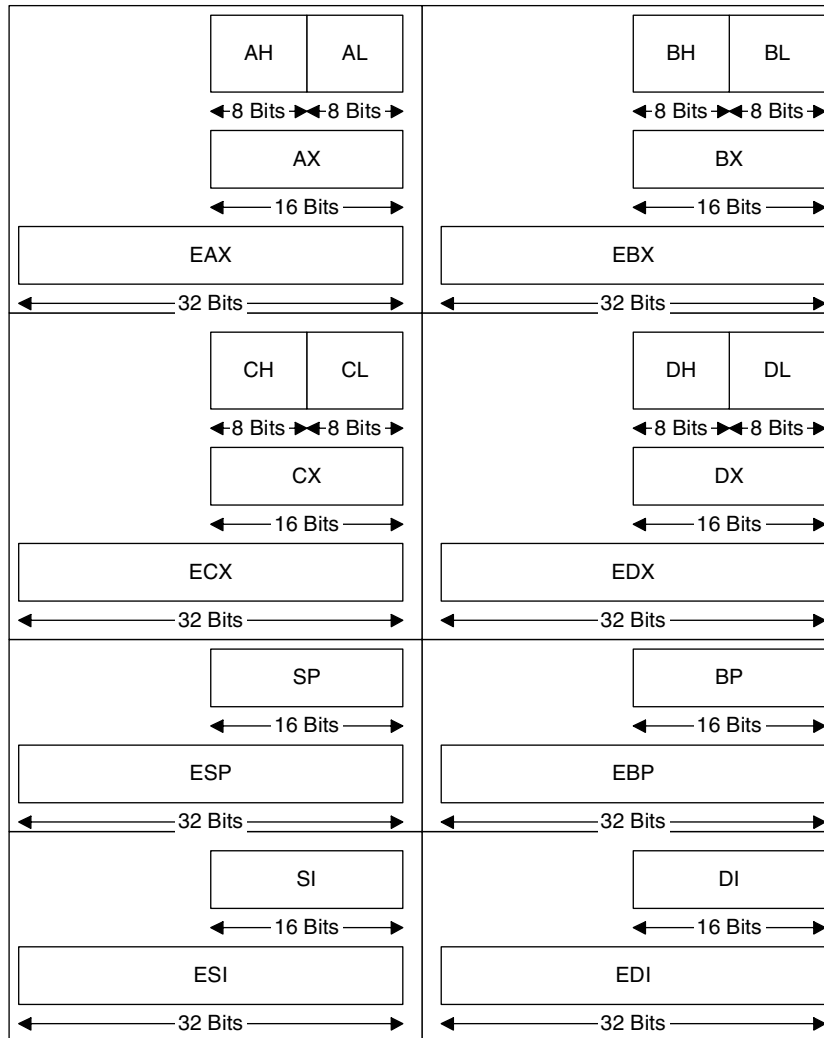 AH AL BH BL
8 Bits 8 Bits 8 Bits 8 Bits
AX BX
16 Bits 16 Bits
EAX EBX
32 Bits 32 Bits
CH CL DH DL
8 Bits 8 Bits 8 Bits 8 Bits
CX DX
16 Bits 16 Bits
ECX EDX
32 Bits 32 Bits
SP BP
16 Bits 16 Bits
ESP EBP
32 Bits 32 Bits
SI DI
16 Bits 16 Bits
ESI EDI
32 Bits 32 Bits